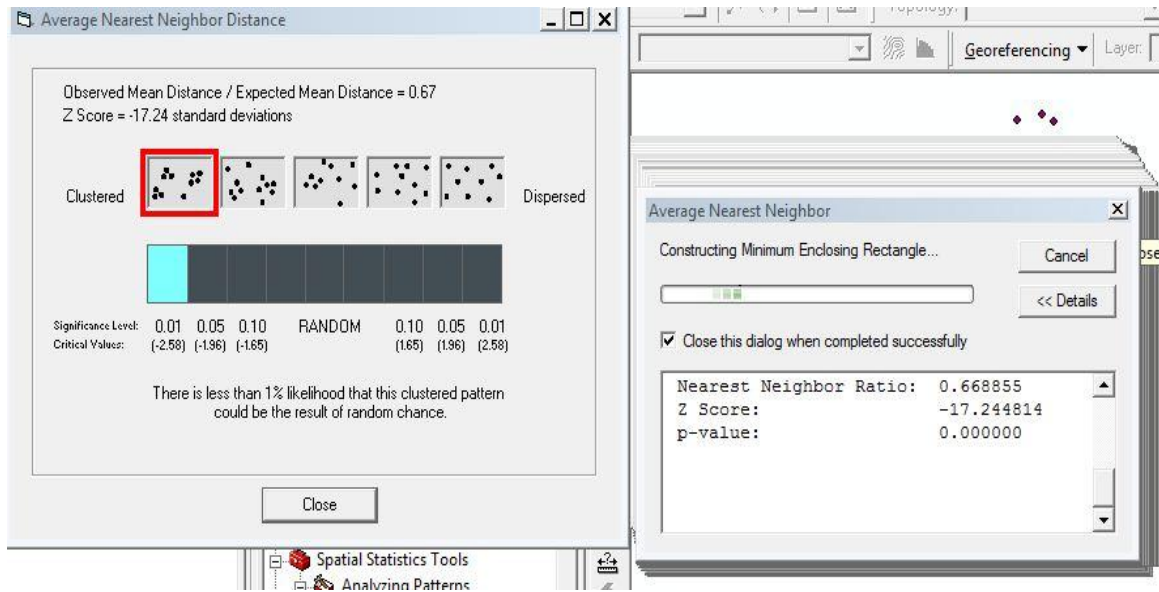 Average Nearest Neighbor Distance
Observed Mean Distance / Expected Mean Distance = 0.67
Z Score = -17.24 standard deviations
Clustered
Dispersed
Significance Level: 0.01 0.05 0.10 RANDOM 0.10 0.05 0.01
Critical Values: (-2.58) (-1.96) (-1.65) (1.65) (1.96) (2.58)
There is less than 1% likelihood that this clustered pattern
could be the result of random chance.
Close
Spatial Statistics Tools
Analyzing Patterns
Topology:
Georeferencing
Layer:
Average Nearest Neighbor
Constructing Minimum Enclosing Rectangle...
Cancel
<< Details
Close this dialog when completed successfully
Nearest Neighbor Ratio: 0.668855
Z Score: -17.244814
p-value: 0.000000